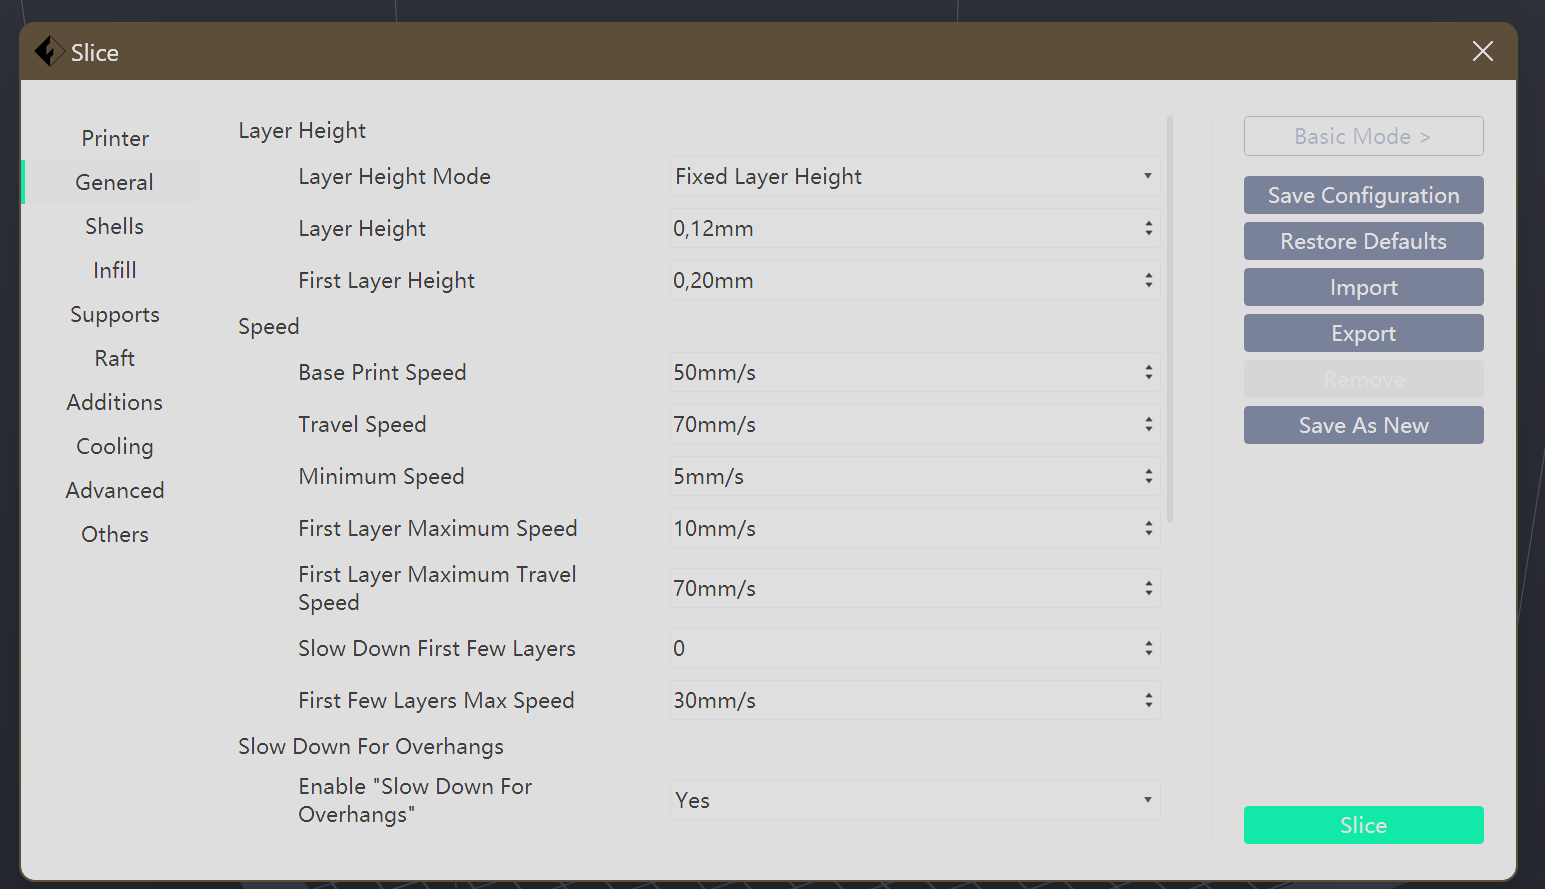 Slice
Printer
General
Shells
Infill
Supports
Raft
Additions
Cooling
Advanced
Others
Layer Height
Layer Height Mode Fixed Layer Height
Layer Height 0,12mm
First Layer Height 0,20mm
Speed
Base Print Speed 50mm/s
Travel Speed 70mm/s
Minimum Speed 5mm/s
First Layer Maximum Speed 10mm/s
First Layer Maximum Travel
Speed 70mm/s
Slow Down First Few Layers 0
First Few Layers Max Speed 30mm/s
Slow Down For Overhangs
Enable "Slow Down For
Overhangs" Yes
Basic Mode >
Save Configuration
Restore Defaults
Import
Export
Remove
Save As New
Slice